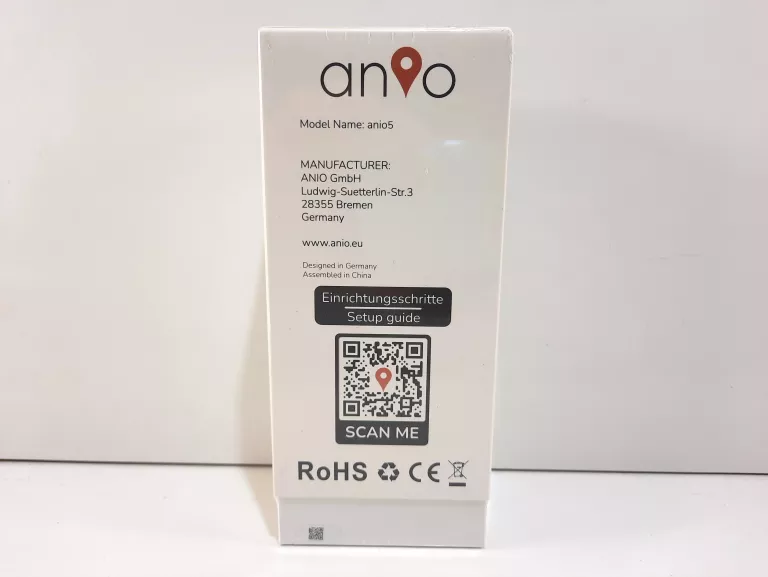 anio
Model Name: anio5
MANUFACTURER:
ANIO GmbH
Ludwig-Suetterlin-Str.3
28355 Bremen
Germany
www.anio.eu
Designed in Germany
Assembled in China
Einrichtungsschritte
Setup guide
SCAN ME
RoHS CE